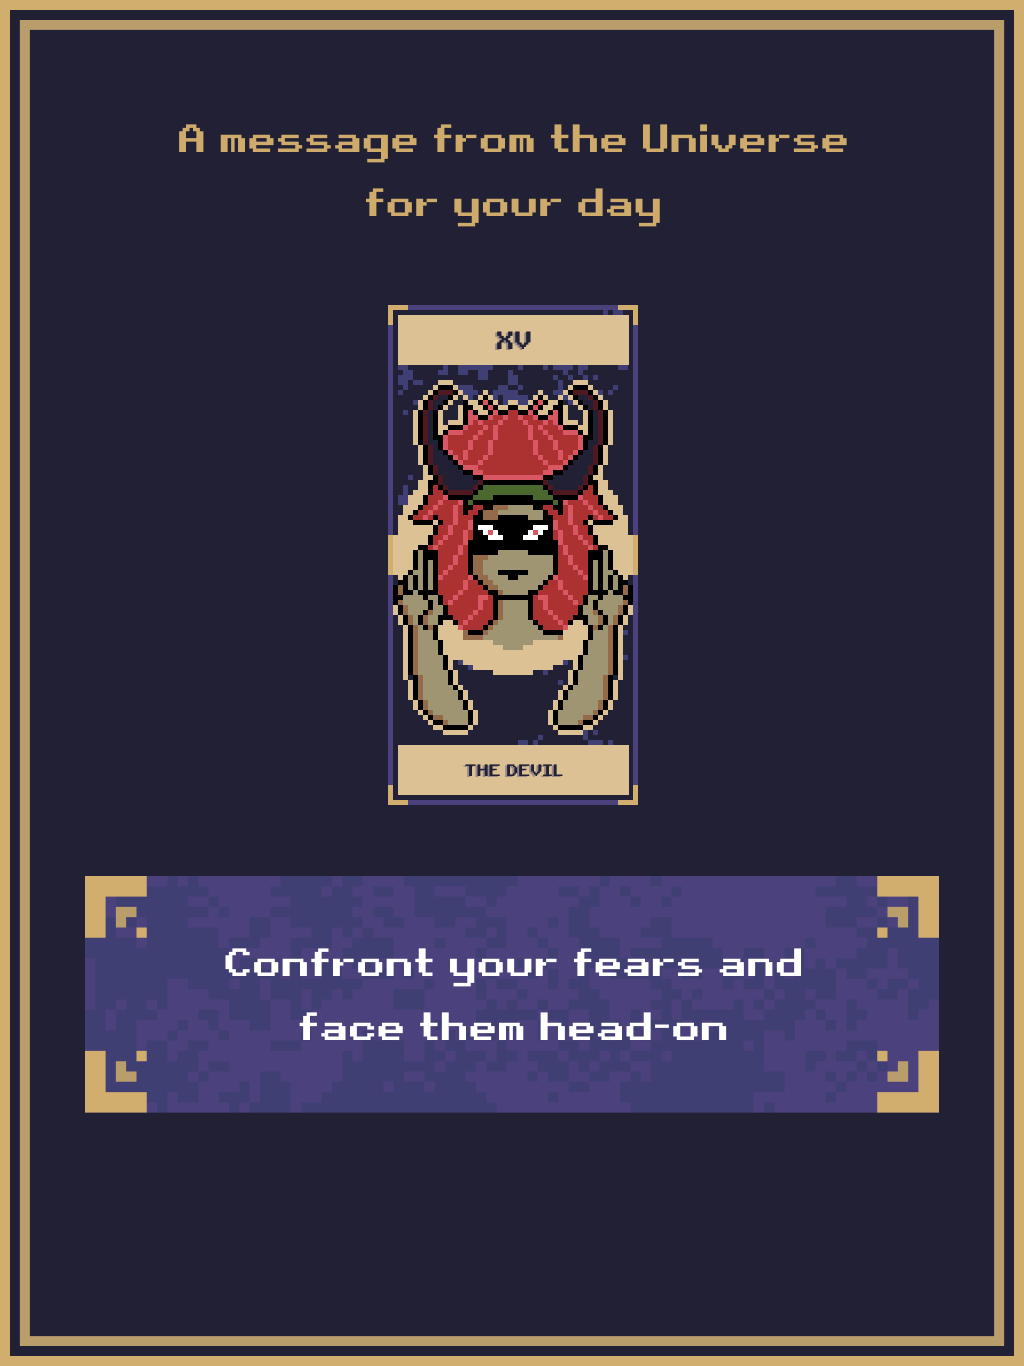 A message from the Universe
for your day
XV
THE DEVIL
Confront your fears and
face them head-on